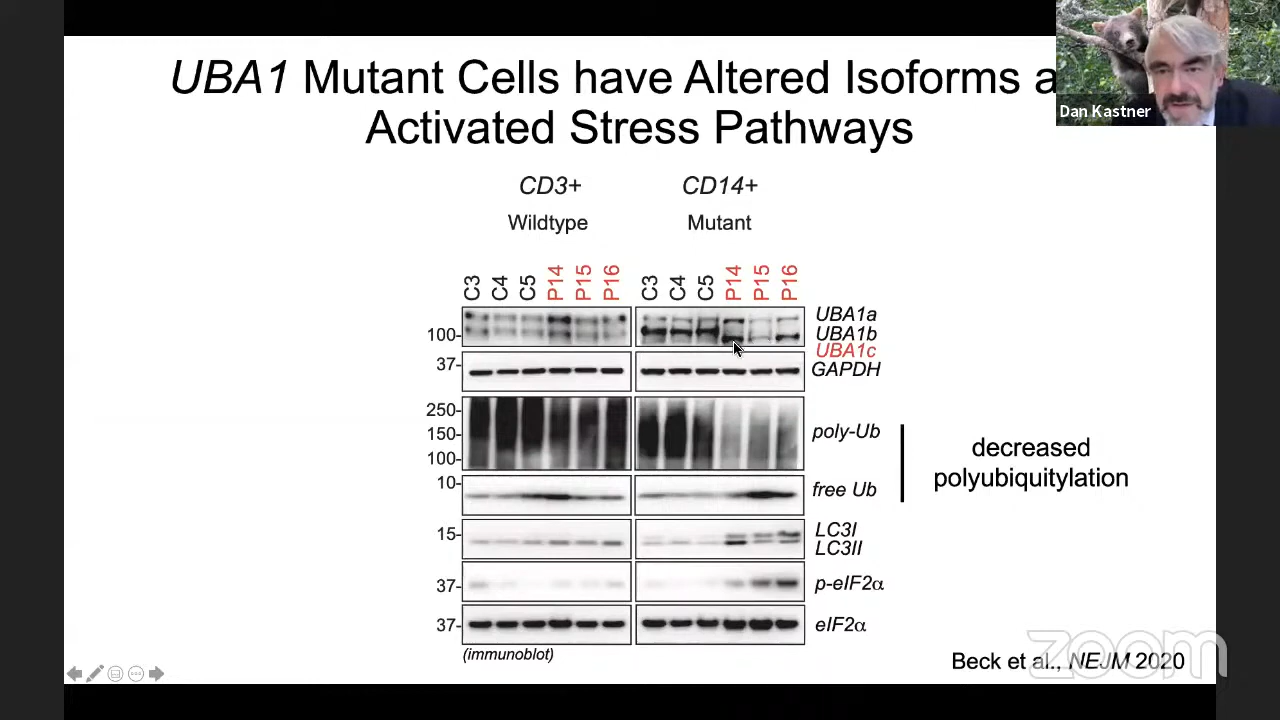 UBA1 Mutant Cells have Altered Isoforms a
Activated Stress Pathways
Dan Kastner
CD3+ CD14+
Wildtype Mutant
C3 C4 C5 P14 P15 P16 C3 C4 C5 P14 P15 P16
UBA1a
100- UBA1b
UBA1c
37- GAPDH
250-
150- poly-Ub
100-
decreased
polyubiquitylation
10- free Ub
15- LC3I
LC3II
37- p-eIF2α
37- eIF2α
(immunoblot)
Beck et al., NEJM 2020
zoom